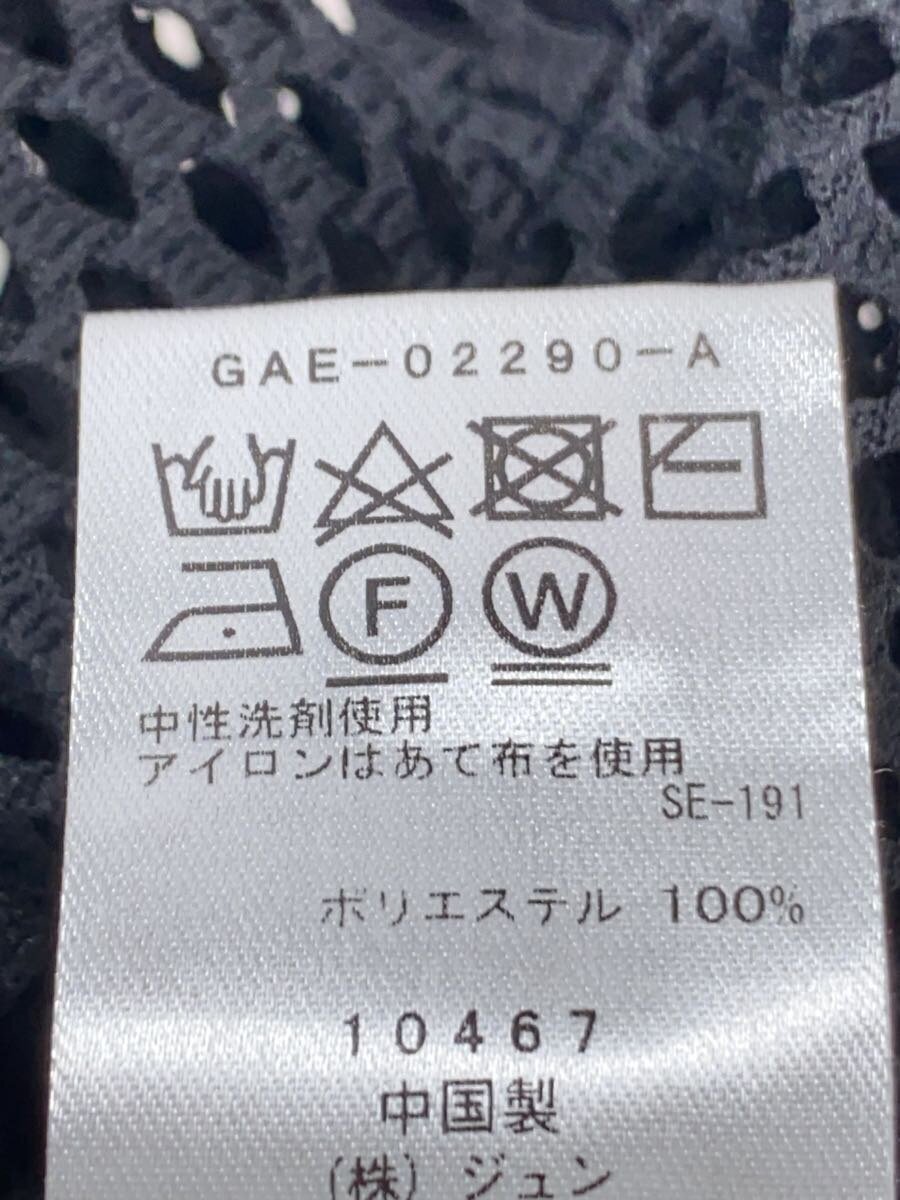 GAE-02290-A
F W
中性洗剤使用
アイロンはあて布を使用
SE-191
ポリエステル 100%
10467
中国製
(株) ジュン